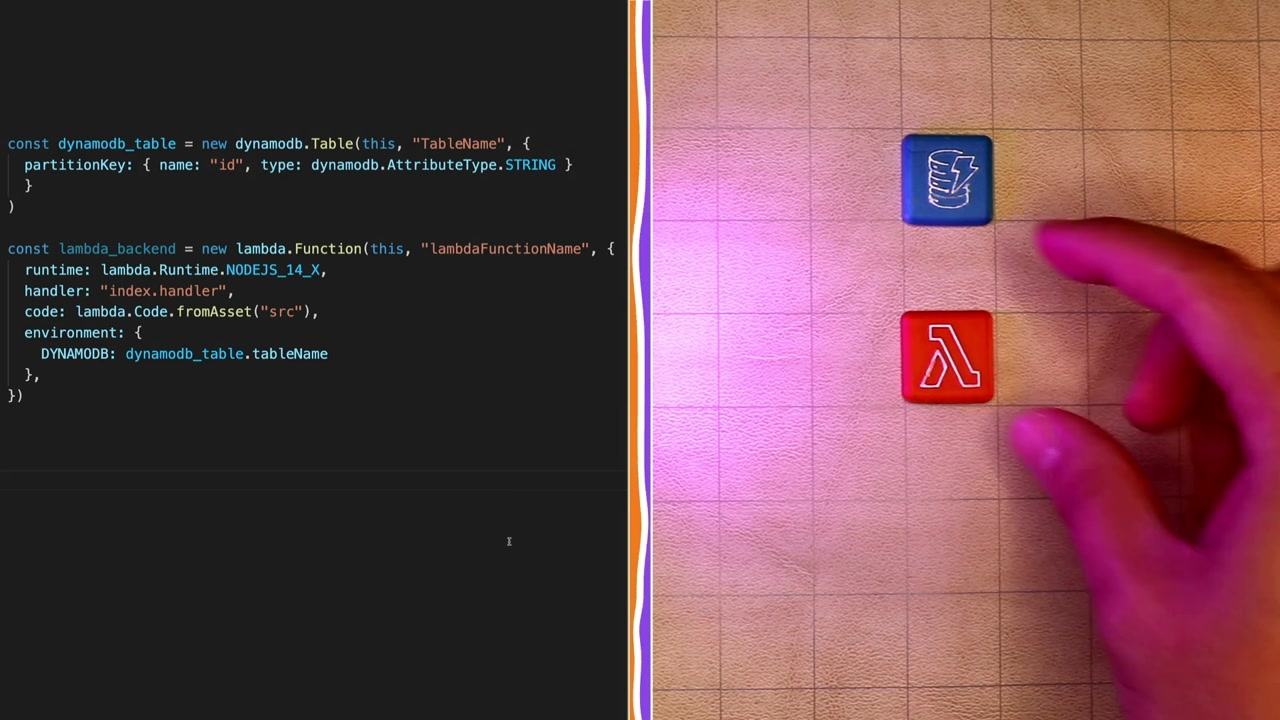 const dynamodb_table = new dynamodb.Table(this, "TableName", {
partitionKey: { name: "id", type: dynamodb.AttributeType.STRING }
}
)
const lambda_backend = new lambda.Function(this, "lambdaFunctionName", {
runtime: lambda.Runtime.NODEJS_14_X,
handler: "index.handler",
code: lambda.Code.fromAsset("src"),
environment: {
DYNAMODB: dynamodb_table.tableName
},
})